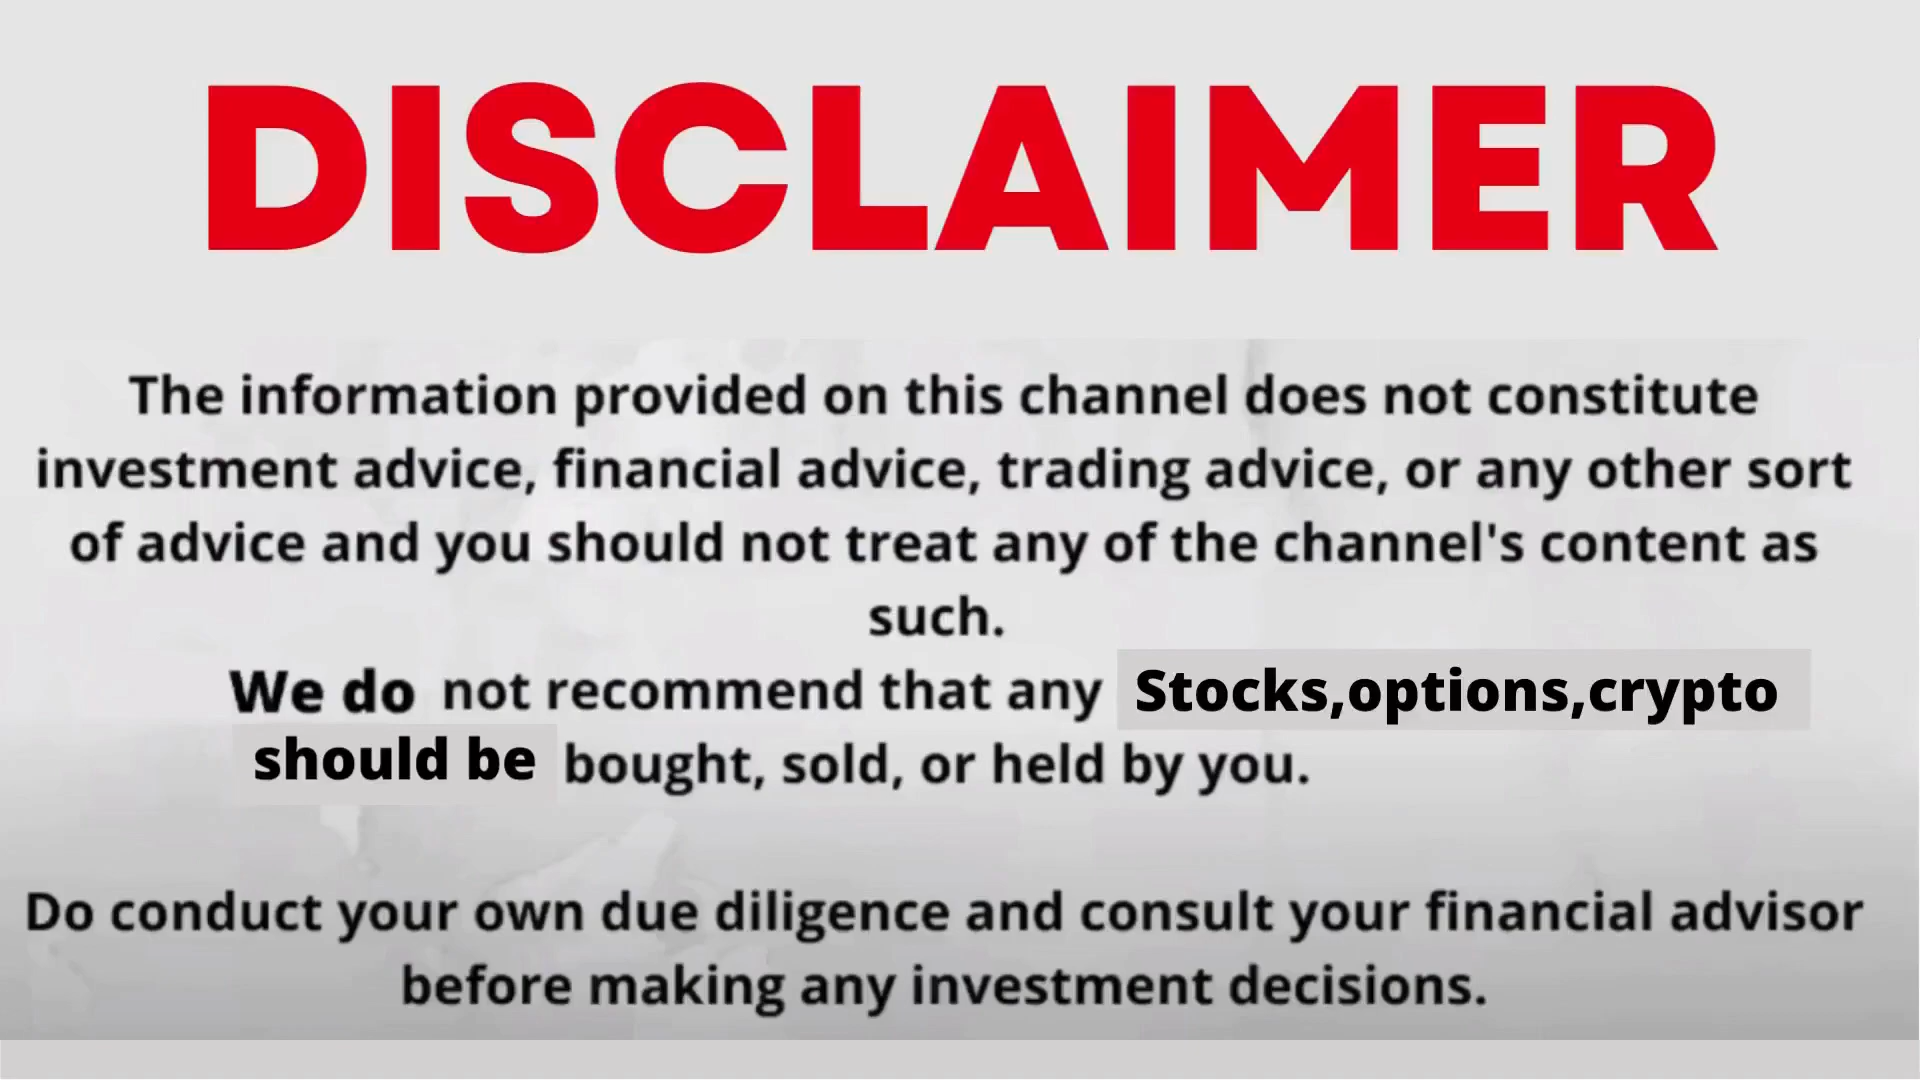 DISCLAIMER
The information provided on this channel does not constitute
investment advice, financial advice, trading advice, or any other sort
of advice and you should not treat any of the channel's content as
such.
We do not recommend that any Stocks,options,crypto
should be bought, sold, or held by you.
Do conduct your own due diligence and consult your financial advisor
before making any investment decisions.